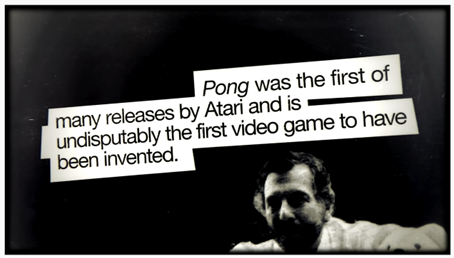 Pong was the first of
many releases by Atari and is
undisputably the first video game to have
been invented.